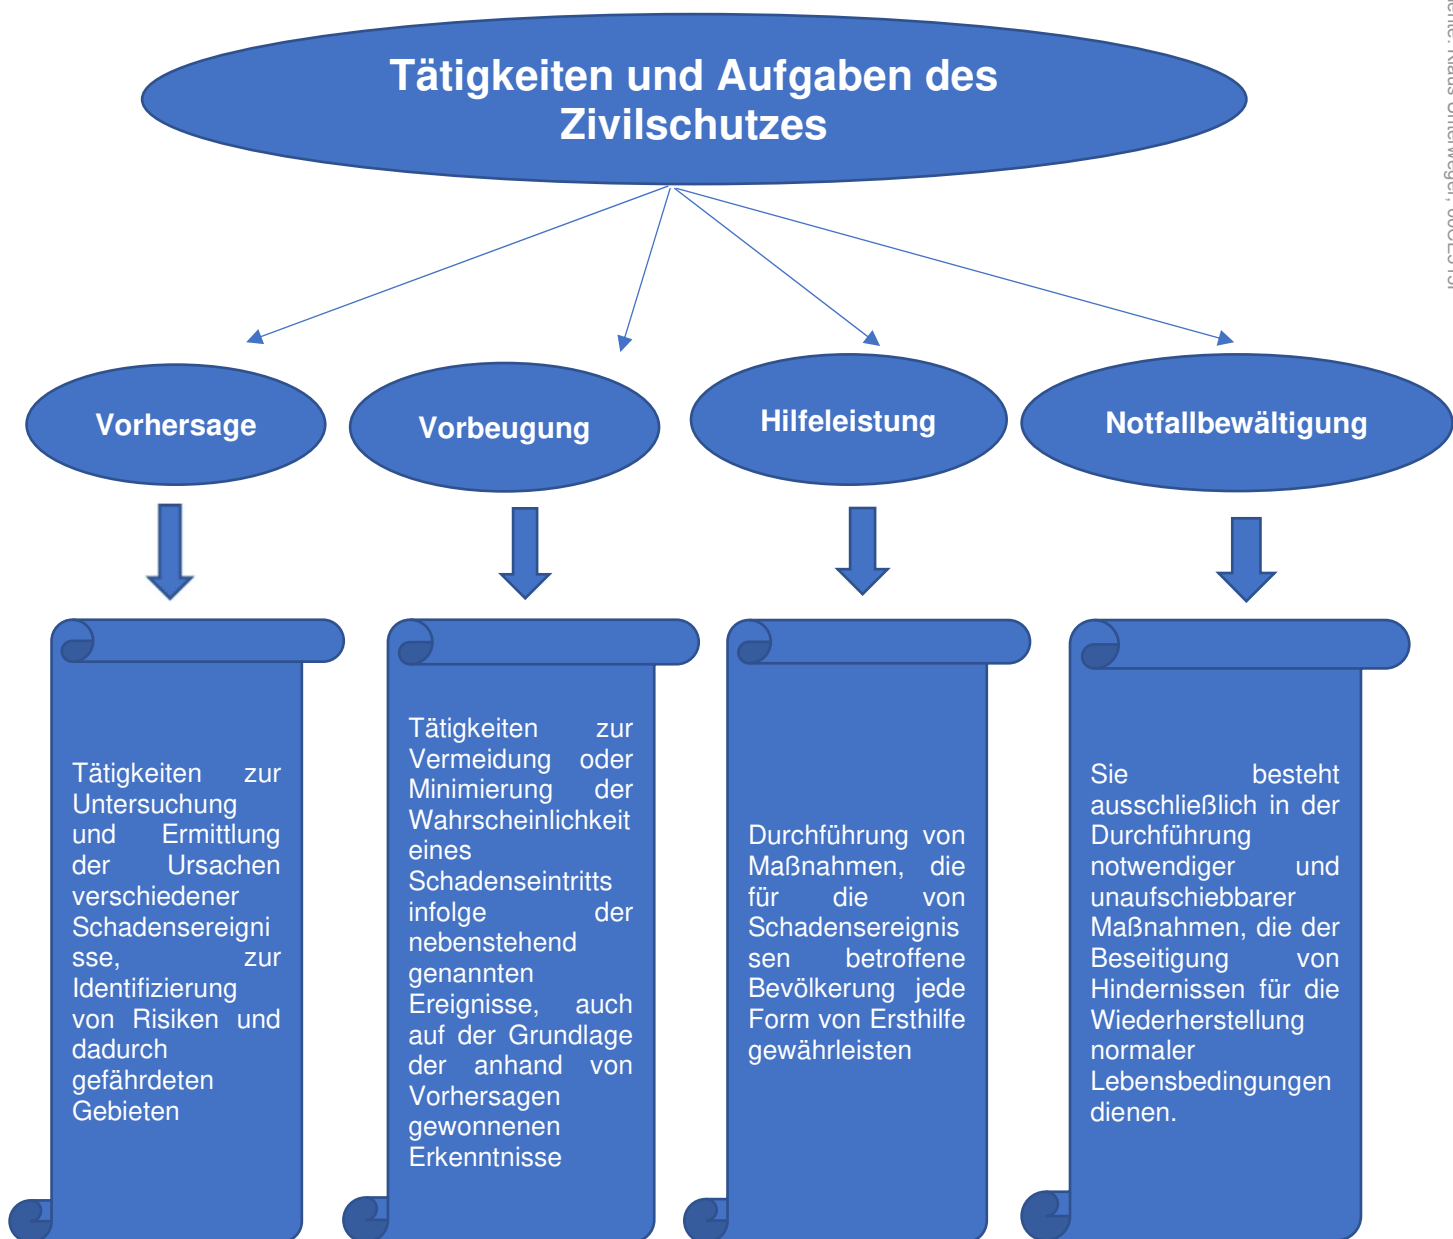 Tätigkeiten und Aufgaben des
Zivilschutzes
Vorhersage
Vorbeugung
Hilfeleistung
Notfallbewältigung
Tätigkeiten zur
Untersuchung
und Ermittlung
der Ursachen
verschiedener
Schadensereigni
sse, zur
Identifizierung
von Risiken und
dadurch
gefährdeten
Gebieten
Tätigkeiten zur
Vermeidung oder
Minimierung der
Wahrscheinlichkeit
eines
Schadenseintritts
infolge der
nebenstehend
genannten
Ereignisse, auch
auf der Grundlage
der anhand von
Vorhersagen
gewonnenen
Erkenntnisse
Durchführung von
Maßnahmen, die
für die von
Schadensereignis
sen betroffene
Bevölkerung jede
Form von Ersthilfe
gewährleisten
Sie besteht
ausschließlich in der
Durchführung
notwendiger und
unaufschiebbarer
Maßnahmen, die der
Beseitigung von
Hindernissen für die
Wiederherstellung
normaler
Lebensbedingungen
dienen.
Klaus Unterweger,